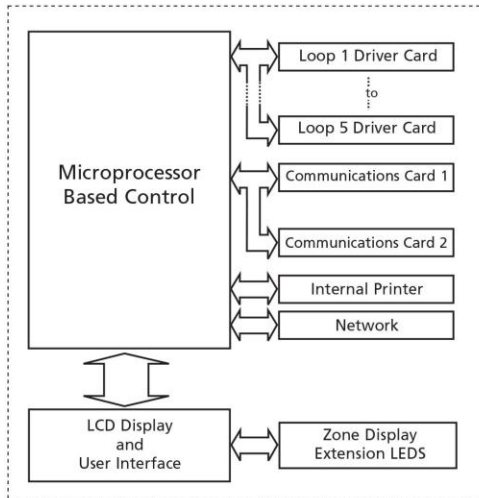 Loop 1 Driver Card
to
Loop 5 Driver Card
Microprocessor
Based Control
Communications Card 1
Communications Card 2
Internal Printer
Network
LCD Display
and
User Interface
Zone Display
Extension LEDS